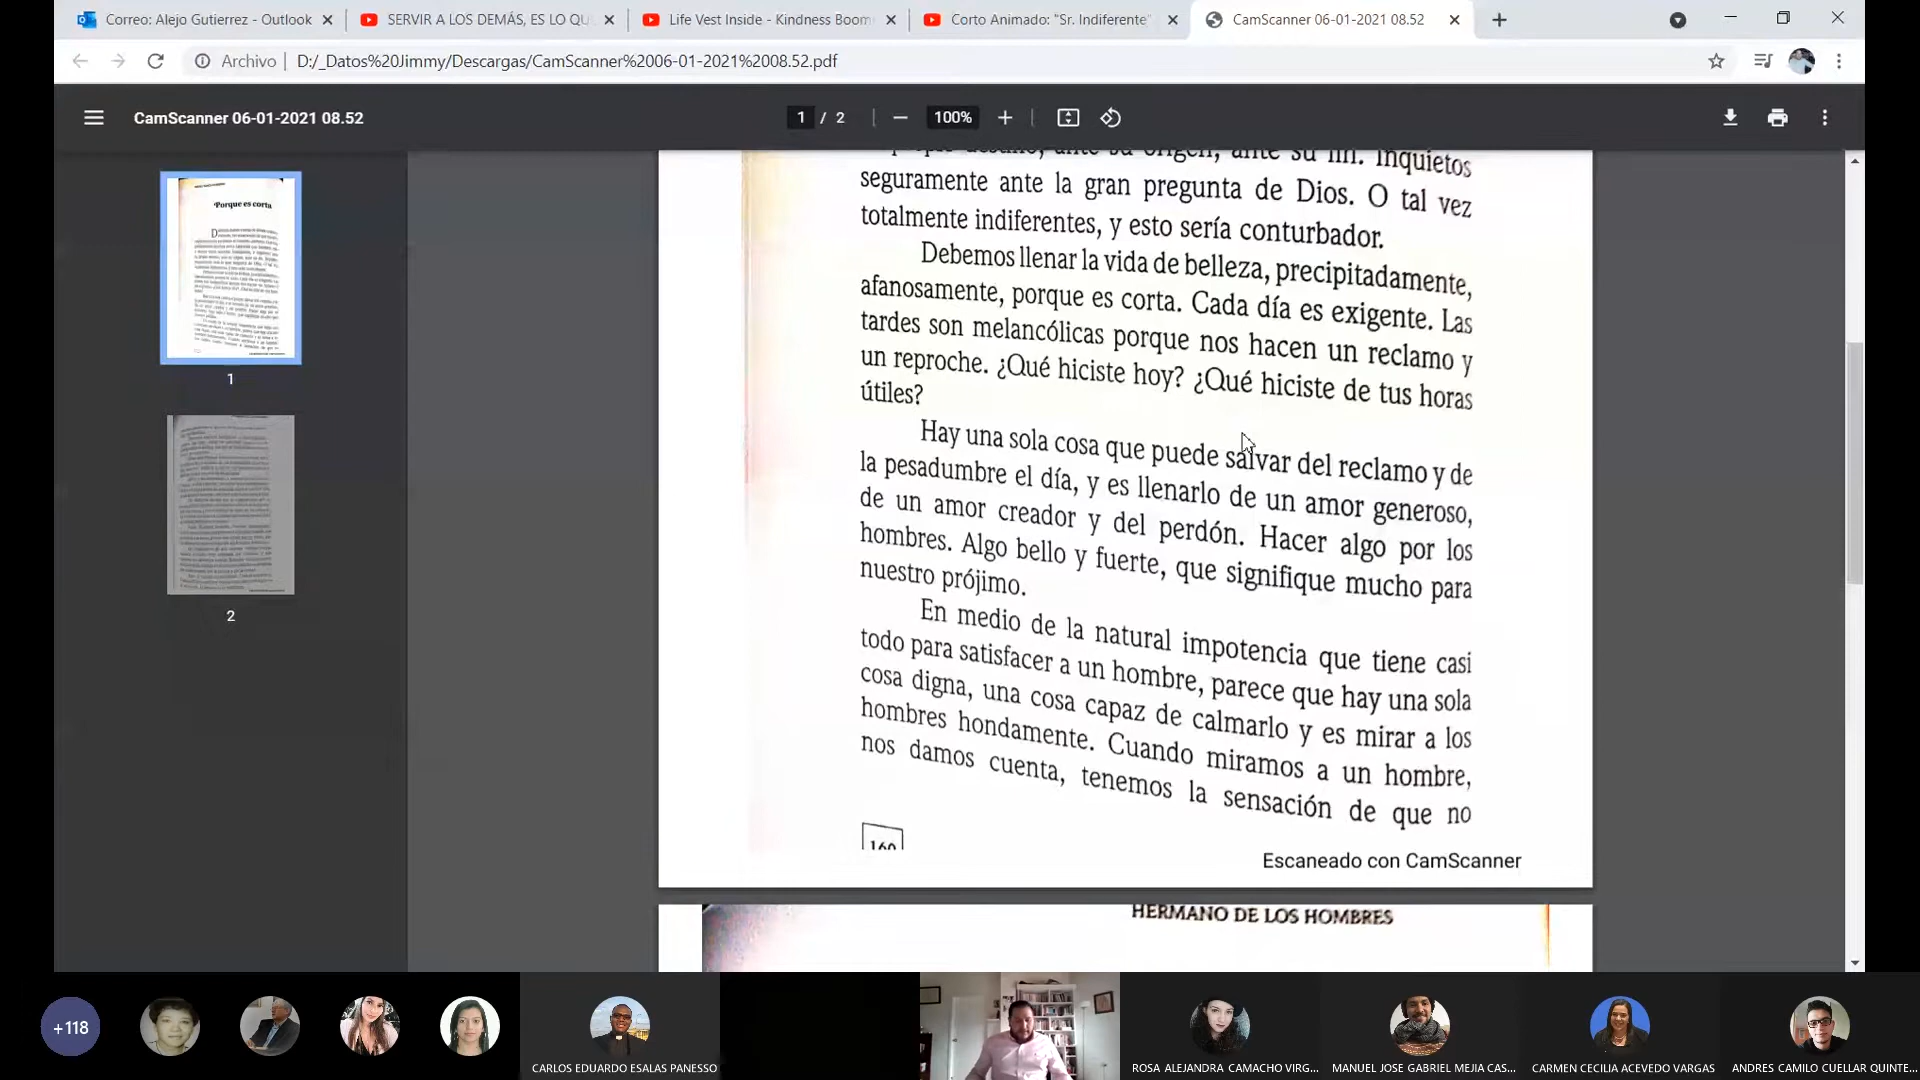 Correo: Alejo Gutierrez - Outlook
SERVIR A LOS DEMÁS, ES LO QU
Life Vest Inside - Kindness Boom
Corto Animado: "Sr. Indiferente"
CamScanner 06-01-2021 08.52
Archivo | D:/_Datos%20Jimmy/Descargas/CamScanner%2006-01-2021%2008.52.pdf
CamScanner 06-01-2021 08.52
1 / 2
100%
Porque es corta
1
2
destino, ante su origen, ante su fin. Inquietos
seguramente ante la gran pregunta de Dios. O tal vez
totalmente indiferentes, y esto sería conturbador.
Debemos llenar la vida de belleza, precipitadamente,
afanosamente, porque es corta. Cada día es exigente. Las
tardes son melancólicas porque nos hacen un reclamo y
un reproche. ¿Qué hiciste hoy? ¿Qué hiciste de tus horas
útiles?
Hay una sola cosa que puede salvar del reclamo y de
la pesadumbre el día, y es llenarlo de un amor generoso,
de un amor creador y del perdón. Hacer algo por los
hombres. Algo bello y fuerte, que signifique mucho para
nuestro prójimo.
En medio de la natural impotencia que tiene casi
todo para satisfacer a un hombre, parece que hay una sola
cosa digna, una cosa capaz de calmarlo y es mirar a los
hombres hondamente. Cuando miramos a un hombre,
nos damos cuenta, tenemos la sensación de que no
Escaneado con CamScanner
HERMANO DE LOS HOMBRES
+118
CARLOS EDUARDO ESALAS PANESSO
ROSA ALEJANDRA CAMACHO VIRG...
MANUEL JOSE GABRIEL MEJIA CAS...
CARMEN CECILIA ACEVEDO VARGAS
ANDRES CAMILO CUELLAR QUINTE...